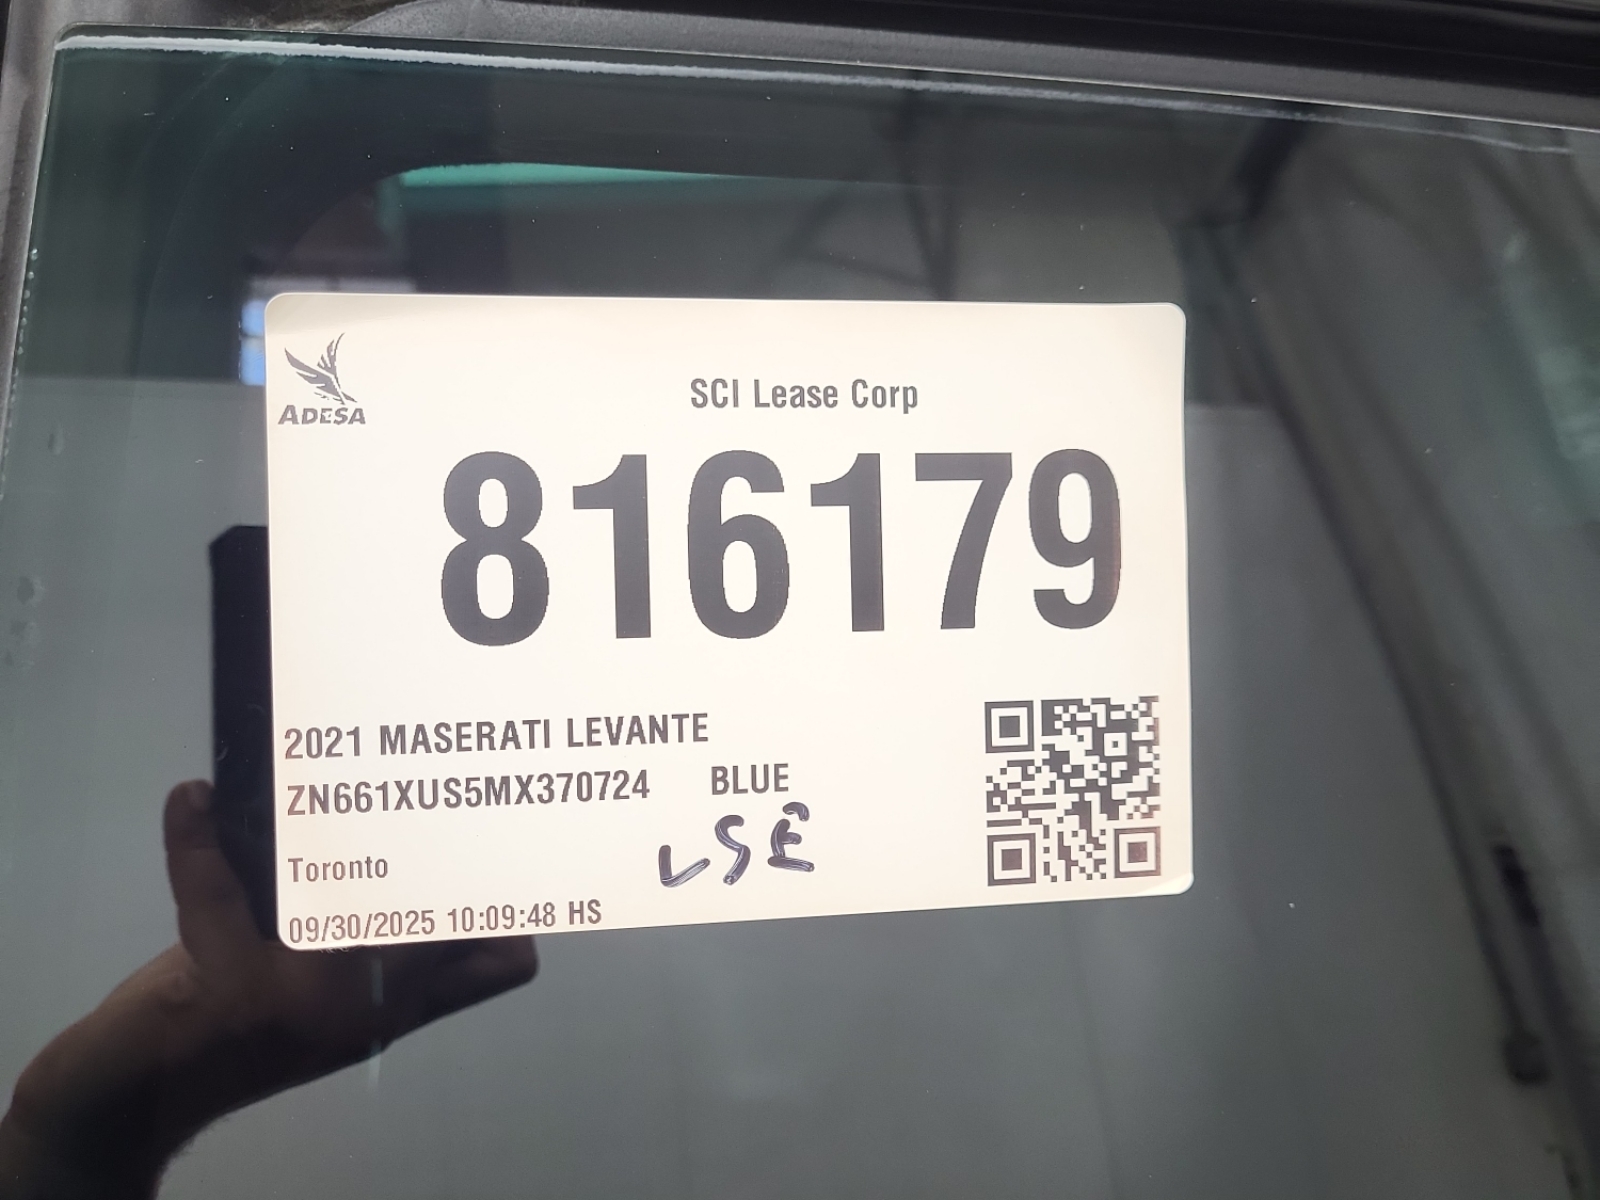 ADESA
SCI Lease Corp
816179
2021 MASERATI LEVANTE
ZN661XUS5MX370724 BLUE
LSE
Toronto
09/30/2025 10:09:48 HS